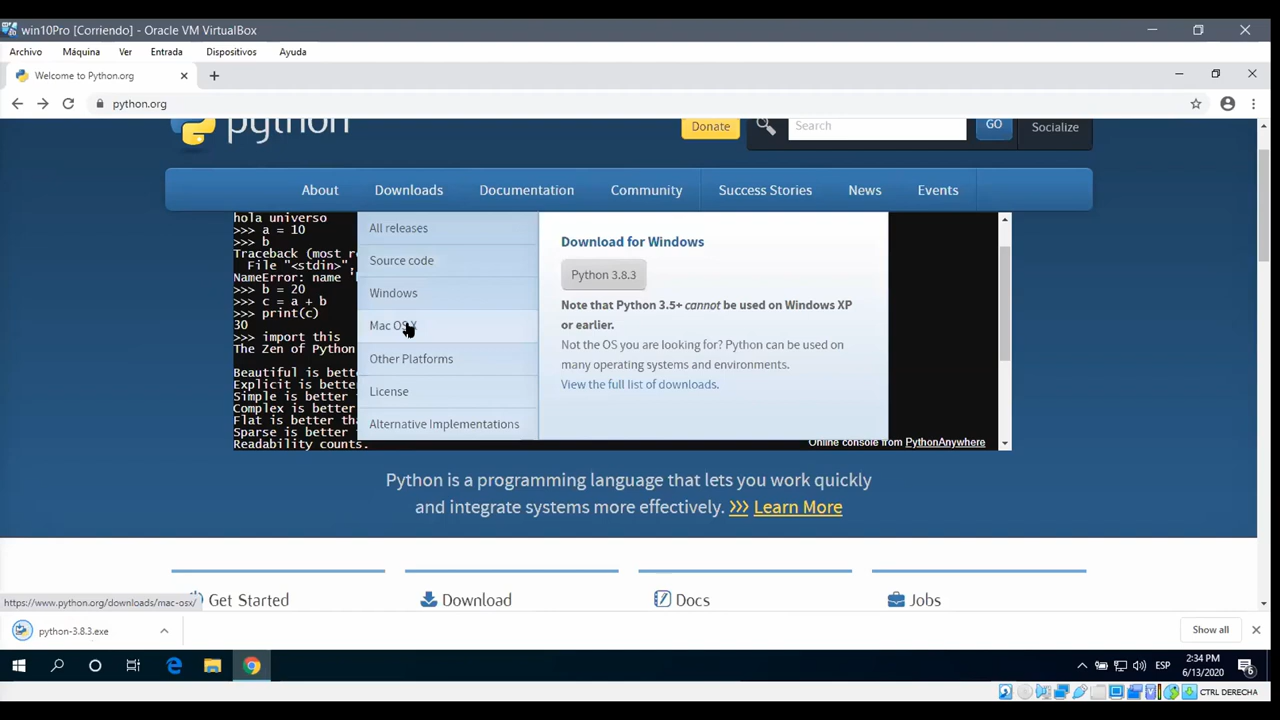 win10Pro [Corriendo] - Oracle VM VirtualBox
Archivo Máquina Ver Entrada Dispositivos Ayuda
Welcome to Python.org
python.org
python
Donate
Search
GO
Socialize
About Downloads Documentation Community Success Stories News Events
hola universo
>>> a = 10
>>> b
Traceback (most r
File "<stdin>",
NameError: name '
>>> b = 20
>>> c = a + b
>>> print(c)
30
>>> import this
The Zen of Python
Beautiful is bett
Explicit is bette
Simple is better
Complex is better
Flat is better tha
Sparse is better
Readability counts.
All releases
Source code
Windows
Mac OS X
Other Platforms
License
Alternative Implementations
Download for Windows
Python 3.8.3
Note that Python 3.5+ cannot be used on Windows XP
or earlier.
Not the OS you are looking for? Python can be used on
many operating systems and environments.
View the full list of downloads.
Online console from PythonAnywhere
Python is a programming language that lets you work quickly
and integrate systems more effectively. >>> Learn More
Get Started Download Docs Jobs
https://www.python.org/downloads/mac-osx/
python-3.8.3.exe
Show all
ESP
2:34 PM
6/13/2020
6
CTRL DERECHA